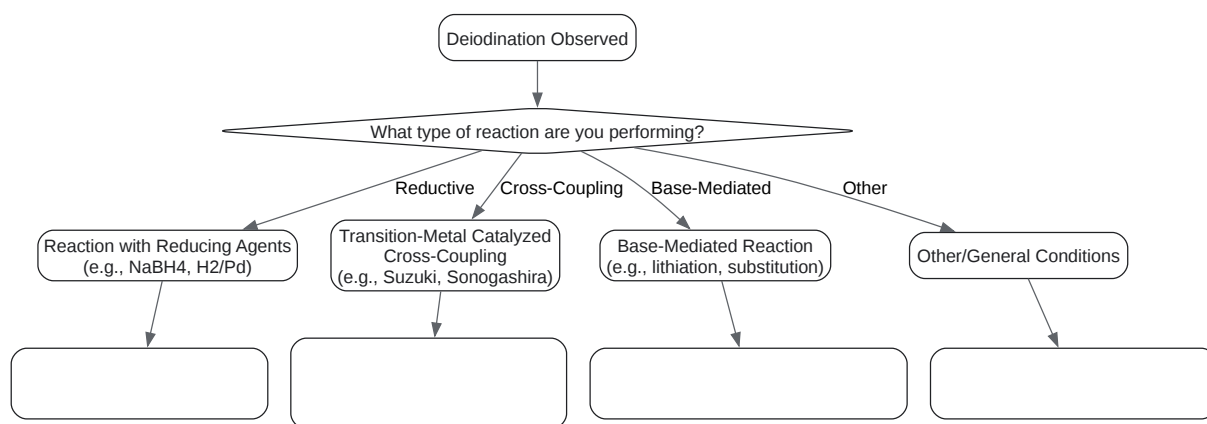 Deiodination Observed
What type of reaction are you performing?
Reductive
Cross-Coupling
Base-Mediated
Other
Reaction with Reducing Agents
(e.g., NaBH4, H2/Pd)
Transition-Metal Catalyzed
Cross-Coupling
(e.g., Suzuki, Sonogashira)
Base-Mediated Reaction
(e.g., lithiation, substitution)
Other/General Conditions